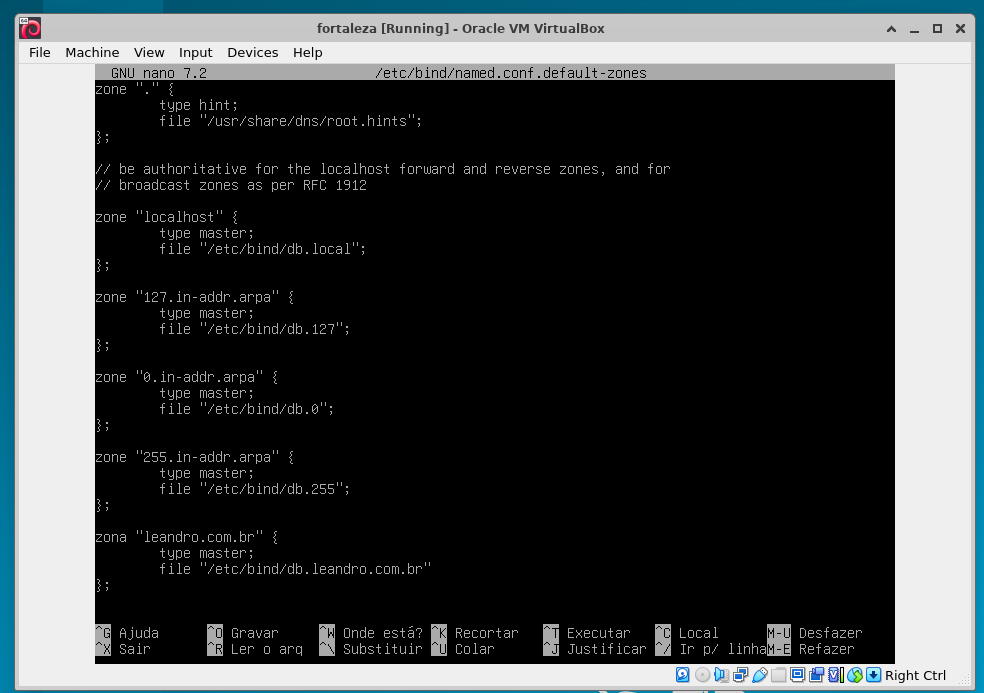 fortaleza [Running] - Oracle VM VirtualBox
File Machine View Input Devices Help
GNU nano 7.2 /etc/bind/named.conf.default-zones
zone "." {
type hint;
file "/usr/share/dns/root.hints";
};
// be authoritative for the localhost forward and reverse zones, and for
// broadcast zones as per RFC 1912
zone "localhost" {
type master;
file "/etc/bind/db.local";
};
zone "127.in-addr.arpa" {
type master;
file "/etc/bind/db.127";
};
zone "0.in-addr.arpa" {
type master;
file "/etc/bind/db.0";
};
zone "255.in-addr.arpa" {
type master;
file "/etc/bind/db.255";
};
zona "leandro.com.br" {
type master;
file "/etc/bind/db.leandro.com.br"
};
^G Ajuda ^O Gravar ^W Onde está? ^K Recortar ^T Executar ^C Local M-U Desfazer
^X Sair ^R Ler o arq ^\ Substituir ^U Colar ^J Justificar ^/ Ir p/ linha M-E Refazer
Right Ctrl